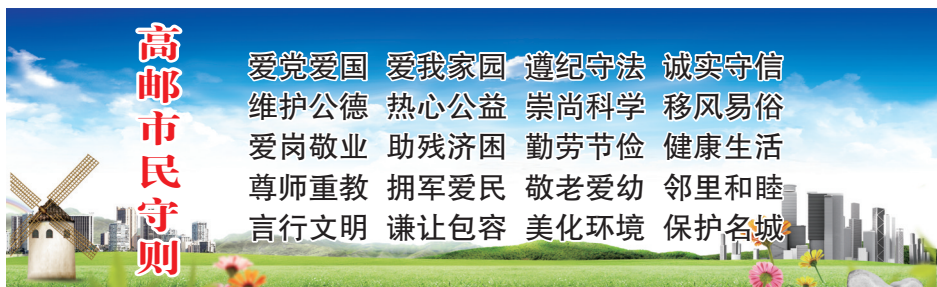 高邮市民守则
爱党爱国 爱我家园 遵纪守法 诚实守信
维护公德 热心公益 崇尚科学 移风易俗
爱岗敬业 助残济困 勤劳节俭 健康生活
尊师重教 拥军爱民 敬老爱幼 邻里和睦
言行文明 谦让包容 美化环境 保护名城